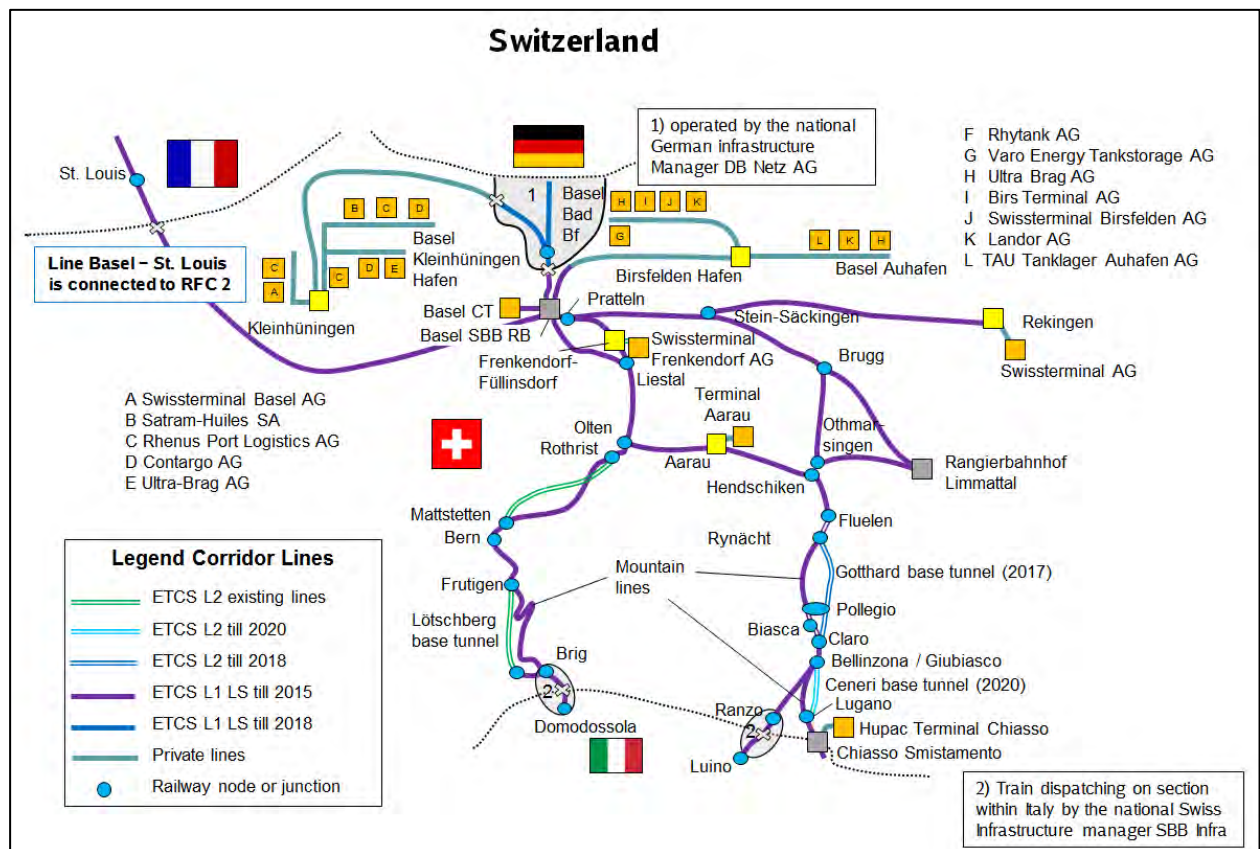 Switzerland
1) operated by the national
German infrastructure
Manager DB Netz AG
F Rhytank AG
G Varo Energy Tankstorage AG
H Ultra Brag AG
I Birs Terminal AG
J Swissterminal Birsfelden AG
K Landor AG
L TAU Tanklager Auhafen AG
St. Louis
1
Basel
Bad
Bf
B C D
H I J K
G
L K H
C
A
C D E
Basel
Kleinhüningen
Hafen
Line Basel – St. Louis
is connected to RFC 2
Kleinhüningen
Birsfelden Hafen
Basel Auhafen
Basel CT
Basel SBB RB
Pratteln
Stein-Säckingen
Rekingen
Swissterminal AG
Frenkendorf-
Füllinsdorf
Swissterminal
Frenkendorf AG
Liestal
Brugg
A Swissterminal Basel AG
B Satram-Huiles SA
C Rhenus Port Logistics AG
D Contargo AG
E Ultra-Brag AG
Terminal
Aarau
Olten
Rothrist
Aarau
Othmar-
singen
Hendschiken
Rangierbahnhof
Limmattal
Mattstetten
Bern
Fluelen
Rynächt
Frutigen
Mountain
lines
Gotthard base tunnel (2017)
Lötschberg
base tunnel
Pollegio
Biasca
Claro
Brig
Bellinzona / Giubiasco
Ceneri base tunnel (2020)
2
Domodossola
Ranzo
2
Luino
Lugano
Hupac Terminal Chiasso
Chiasso Smistamento
Legend Corridor Lines
ETCS L2 existing lines
ETCS L2 till 2020
ETCS L2 till 2018
ETCS L1 LS till 2015
ETCS L1 LS till 2018
Private lines
Railway node or junction
2) Train dispatching on section
within Italy by the national Swiss
Infrastructure manager SBB Infra